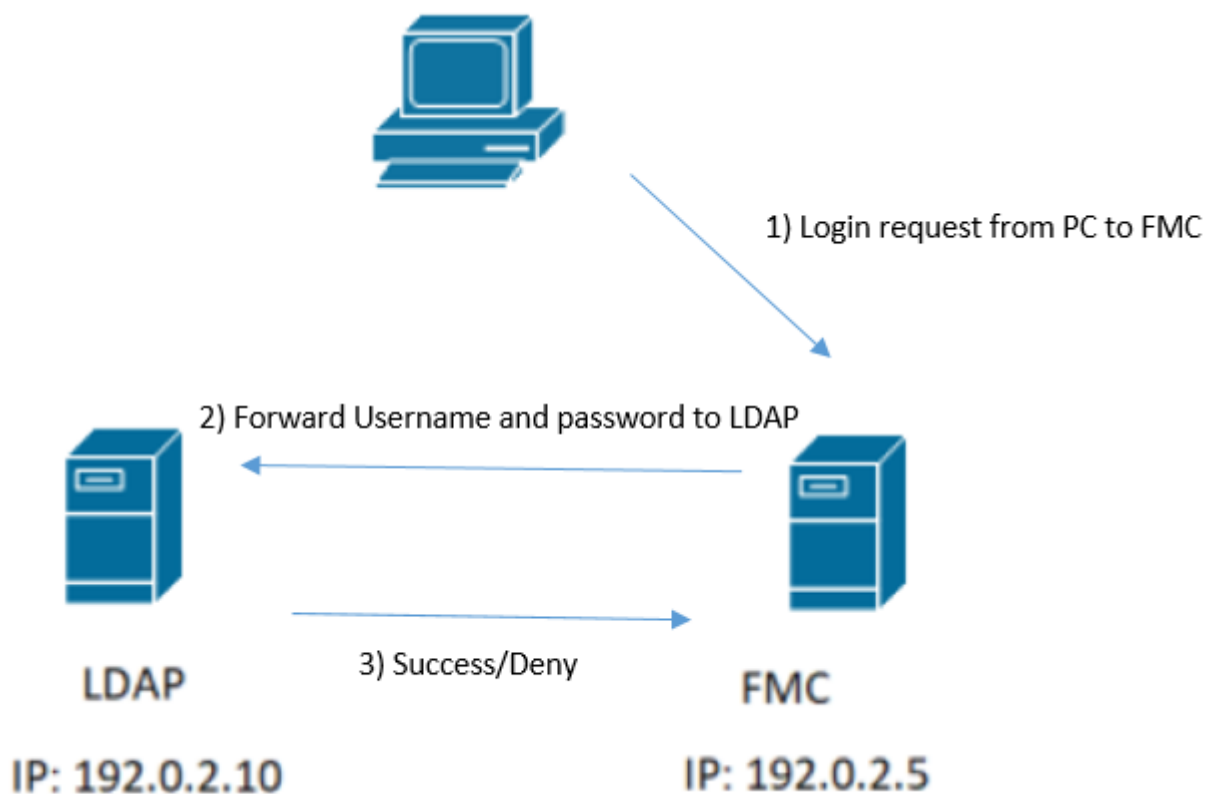 1) Login request from PC to FMC
2) Forward Username and password to LDAP
3) Success/Deny
LDAP
FMC
IP: 192.0.2.10
IP: 192.0.2.5